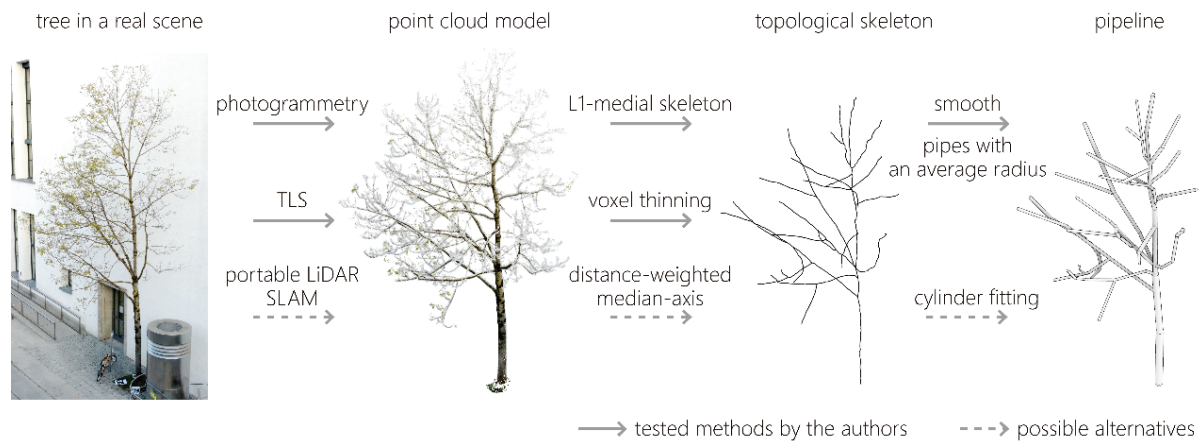 tree in a real scene
point cloud model
topological skeleton
pipeline
photogrammetry
L1-medial skeleton
smooth
pipes with
an average radius
TLS
voxel thinning
portable LiDAR
SLAM
distance-weighted
median-axis
cylinder fitting
tested methods by the authors
possible alternatives